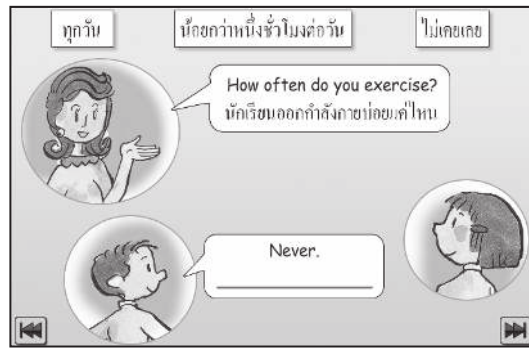 ทุกวัน น้อยกว่าหนึ่งชั่วโมงต่อวัน ไม่เคยเลย
How often do you exercise?
นักเรียนออกกำลังกายบ่อยแค่ไหน
Never.